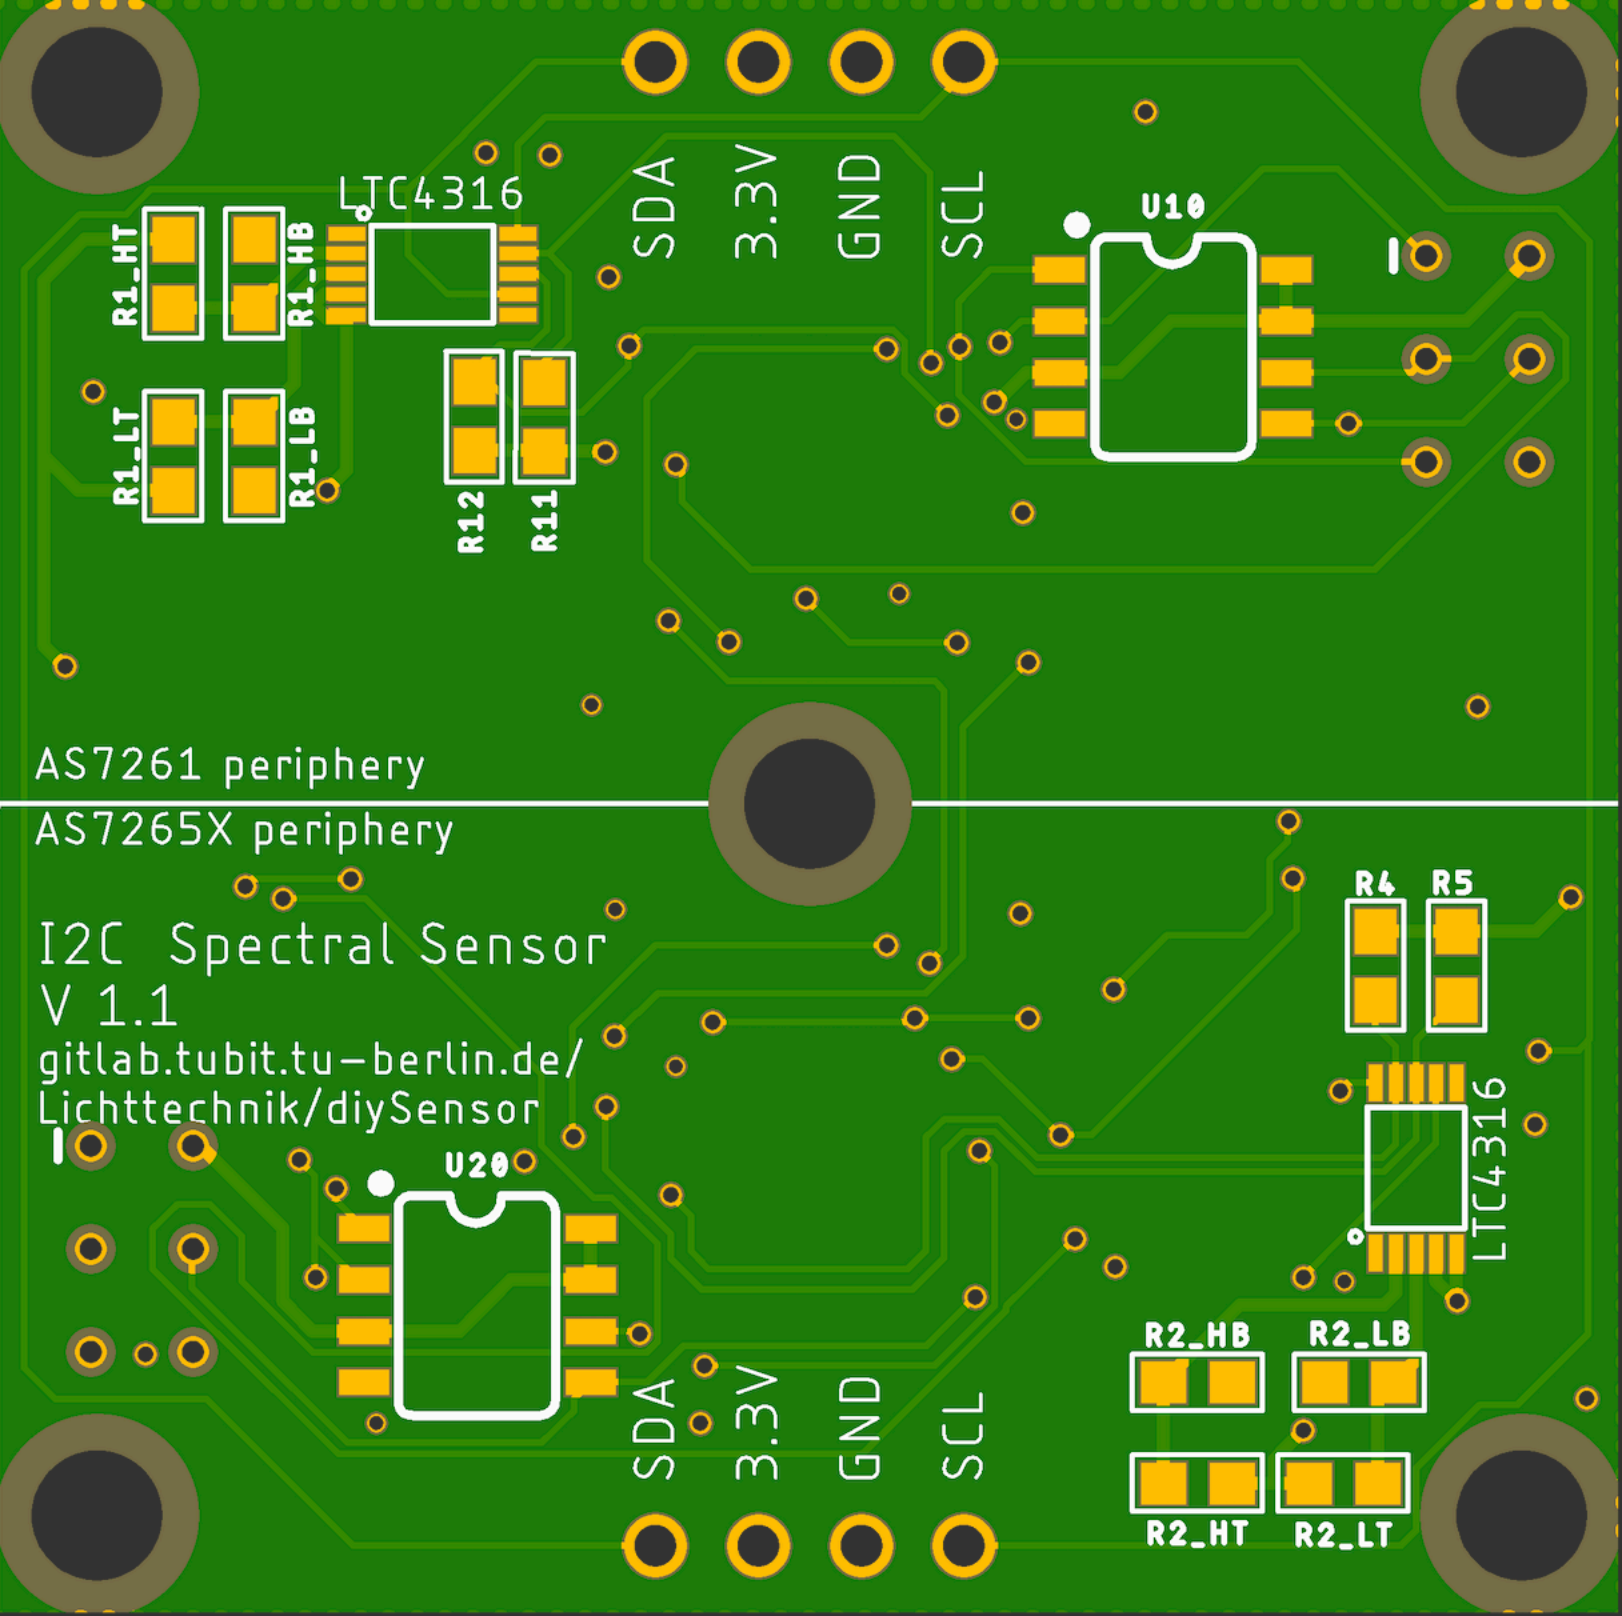 LTC4316
SDA
3.3V
GND
SCL
U10
R1_HT
R1_HB
R1_LT
R1_LB
R12
R11
AS7261 periphery
AS7265X periphery
I2C Spectral Sensor
V 1.1
gitlab.tubit.tu-berlin.de/
Lichttechnik/diySensor
R4
R5
LTC4316
U20
SDA
3.3V
GND
SCL
R2_HB
R2_LB
R2_HT
R2_LT